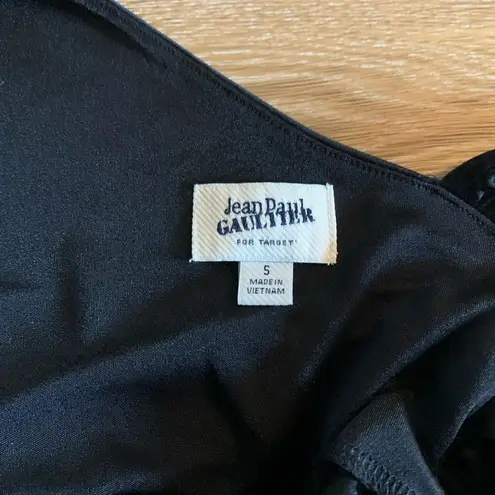 Jean Paul
GAULTIER
FOR TARGET*
S
MADE IN
VIETNAM